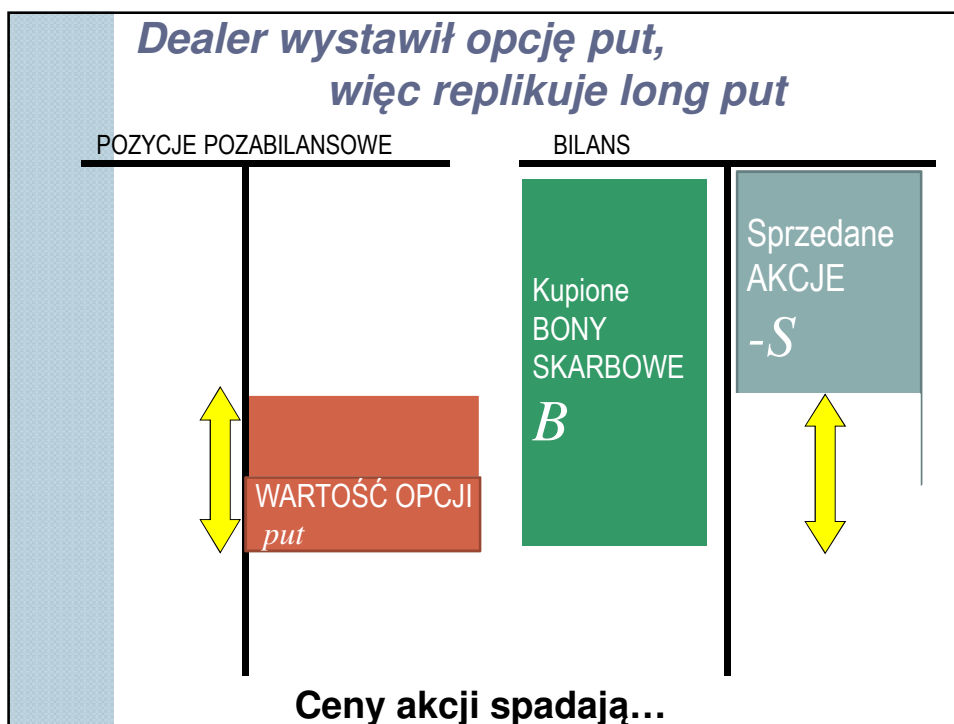 Dealer wystawił opcję put,
więc replikuje long put
POZYCJE POZABILANSOWE
BILANS
WARTOŚĆ OPCJI
put
Kupione
BONY
SKARBOWE
B
Sprzedane
AKCJE
-S
Ceny akcji spadają…